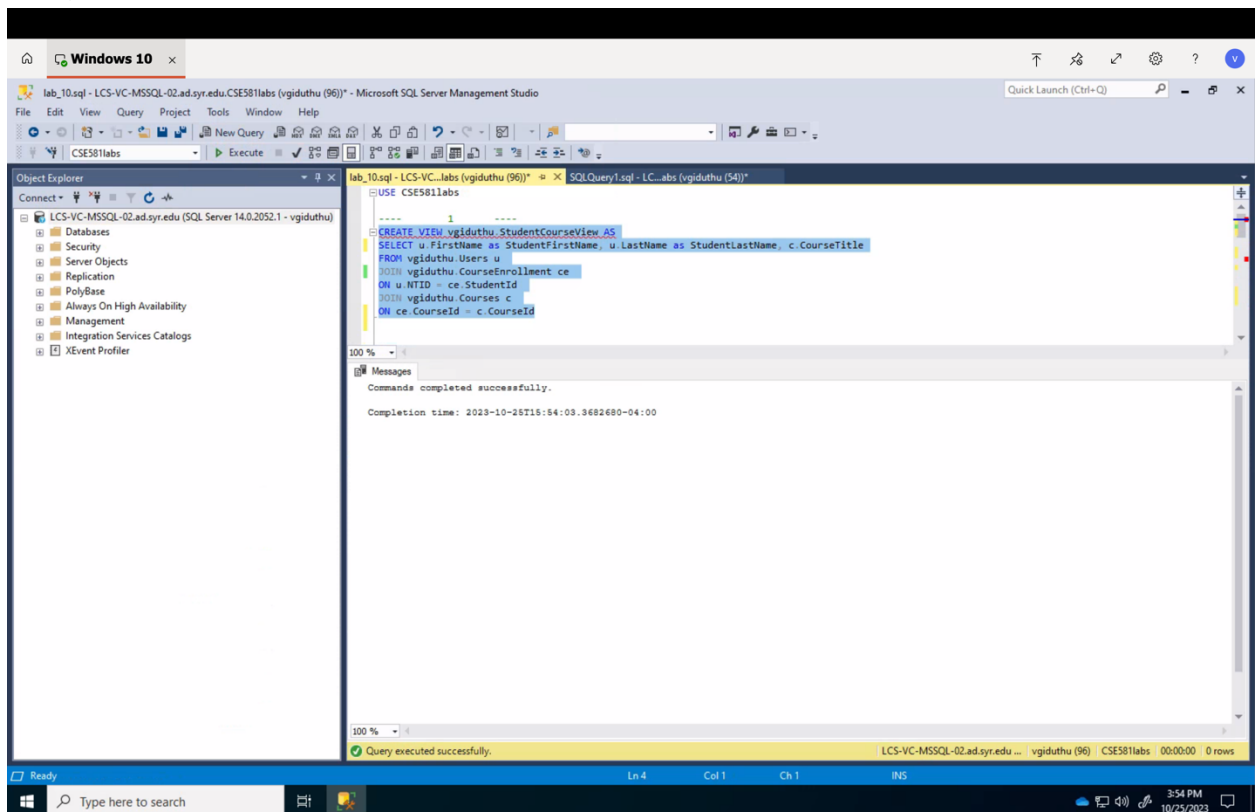 Windows 10 ×
? V
lab_10.sql - LCS-VC-MSSQL-02.ad.syr.edu.CSE581labs (vgiduthu (96))* - Microsoft SQL Server Management Studio
Quick Launch (Ctrl+Q)
File Edit View Query Project Tools Window Help
New Query
CSE581labs Execute
Object Explorer
lab_10.sql - LCS-VC...labs (vgiduthu (96))* SQLQuery1.sql - LC...abs (vgiduthu (54))*
Connect
LCS-VC-MSSQL-02.ad.syr.edu (SQL Server 14.0.2052.1 - vgiduthu)
Databases
Security
Server Objects
Replication
PolyBase
Always On High Availability
Management
Integration Services Catalogs
XEvent Profiler
USE CSE581labs
---- 1 ----
CREATE VIEW vgiduthu.StudentCourseView AS
SELECT u.FirstName as StudentFirstName, u.LastName as StudentLastName, c.CourseTitle
FROM vgiduthu.Users u
JOIN vgiduthu.CourseEnrollment ce
ON u.NTID = ce.StudentId
JOIN vgiduthu.Courses c
ON ce.CourseId = c.CourseId
100 %
Messages
Commands completed successfully.
Completion time: 2023-10-25T15:54:03.3682680-04:00
100 %
Query executed successfully.
LCS-VC-MSSQL-02.ad.syr.edu ... vgiduthu (96) CSE581labs 00:00:00 0 rows
Ready Ln 4 Col 1 Ch 1 INS
Type here to search
3:54 PM
10/25/2023